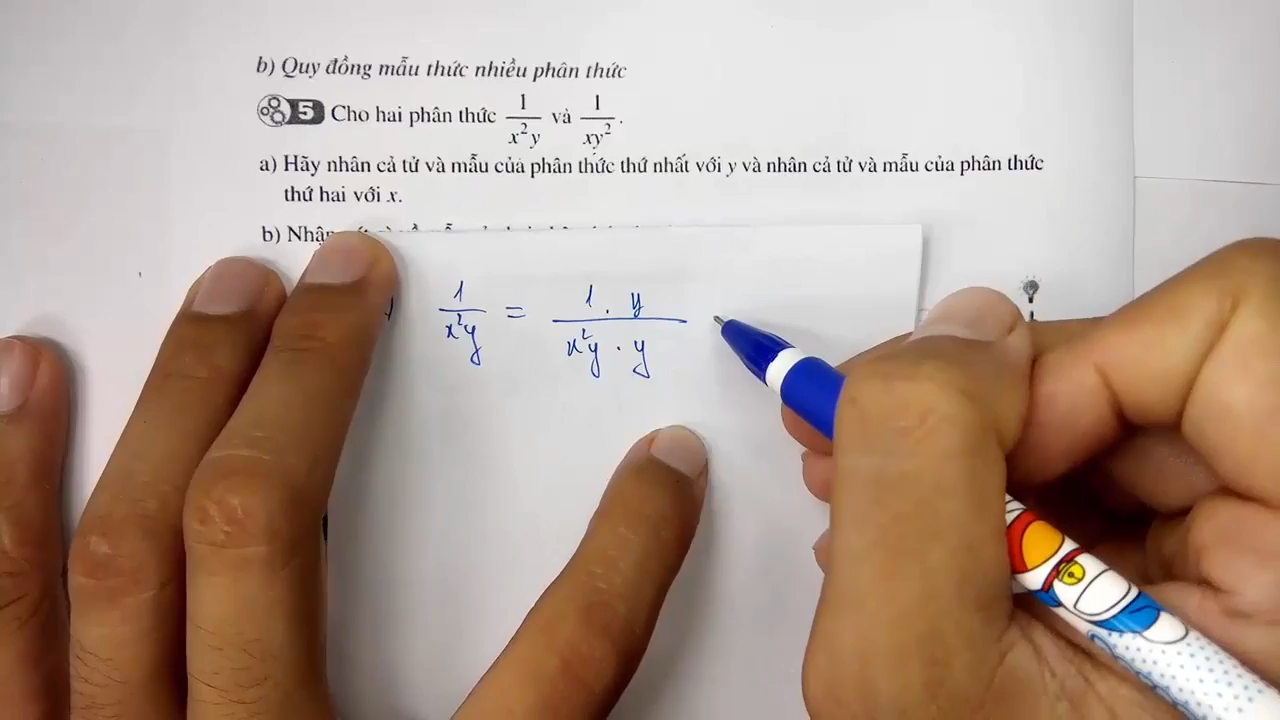 b) Quy đồng mẫu thức nhiều phân thức
5 Cho hai phân thức 1/x²y và 1/xy².
a) Hãy nhân cả tử và mẫu của phân thức thứ nhất với y và nhân cả tử và mẫu của phân thức
thứ hai với x.
b)
1/x²y = 1 . y/x²y . y